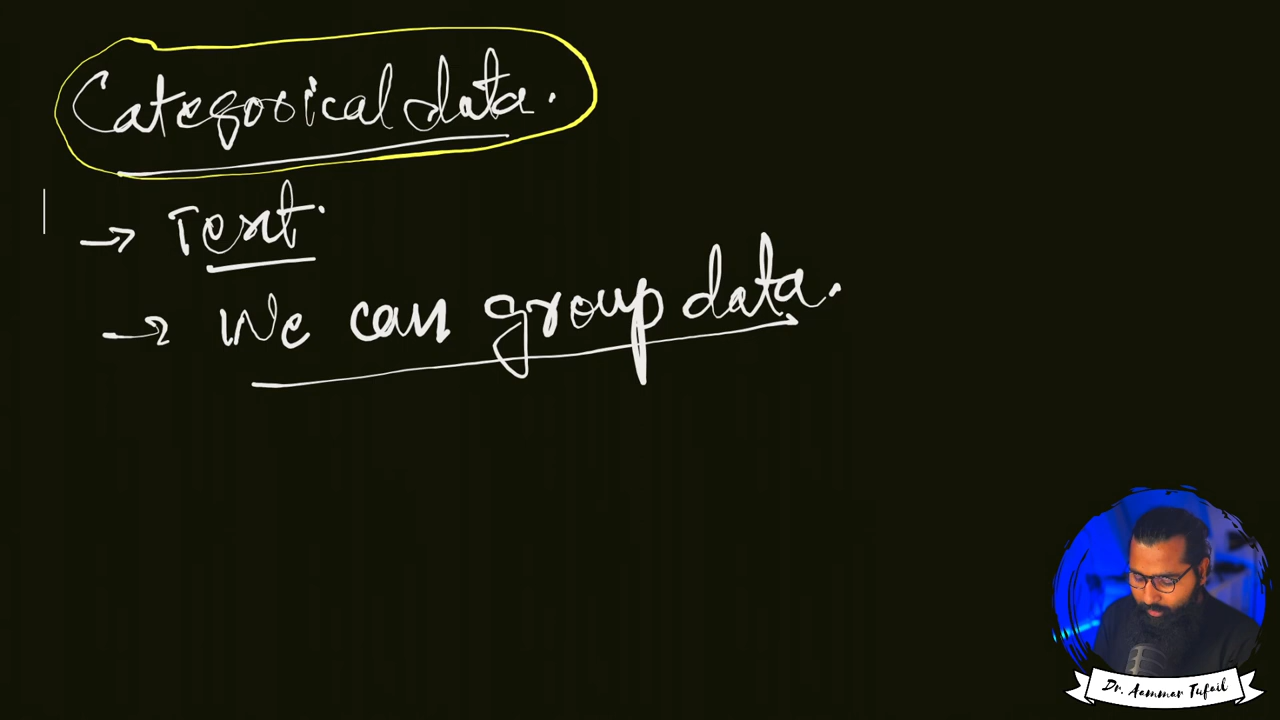 Categorical data.
→ Text.
→ We can group data.
Dr. Aammar Tufail